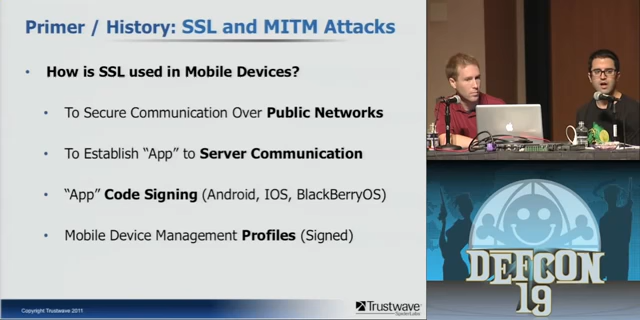 Primer / History: SSL and MITM Attacks
• How is SSL used in Mobile Devices?
• To Secure Communication Over Public Networks
• To Establish “App” to Server Communication
• “App” Code Signing (Android, IOS, BlackBerryOS)
• Mobile Device Management Profiles (Signed)
Copyright Trustwave 2011
Trustwave
SpiderLabs
DEFCON
19